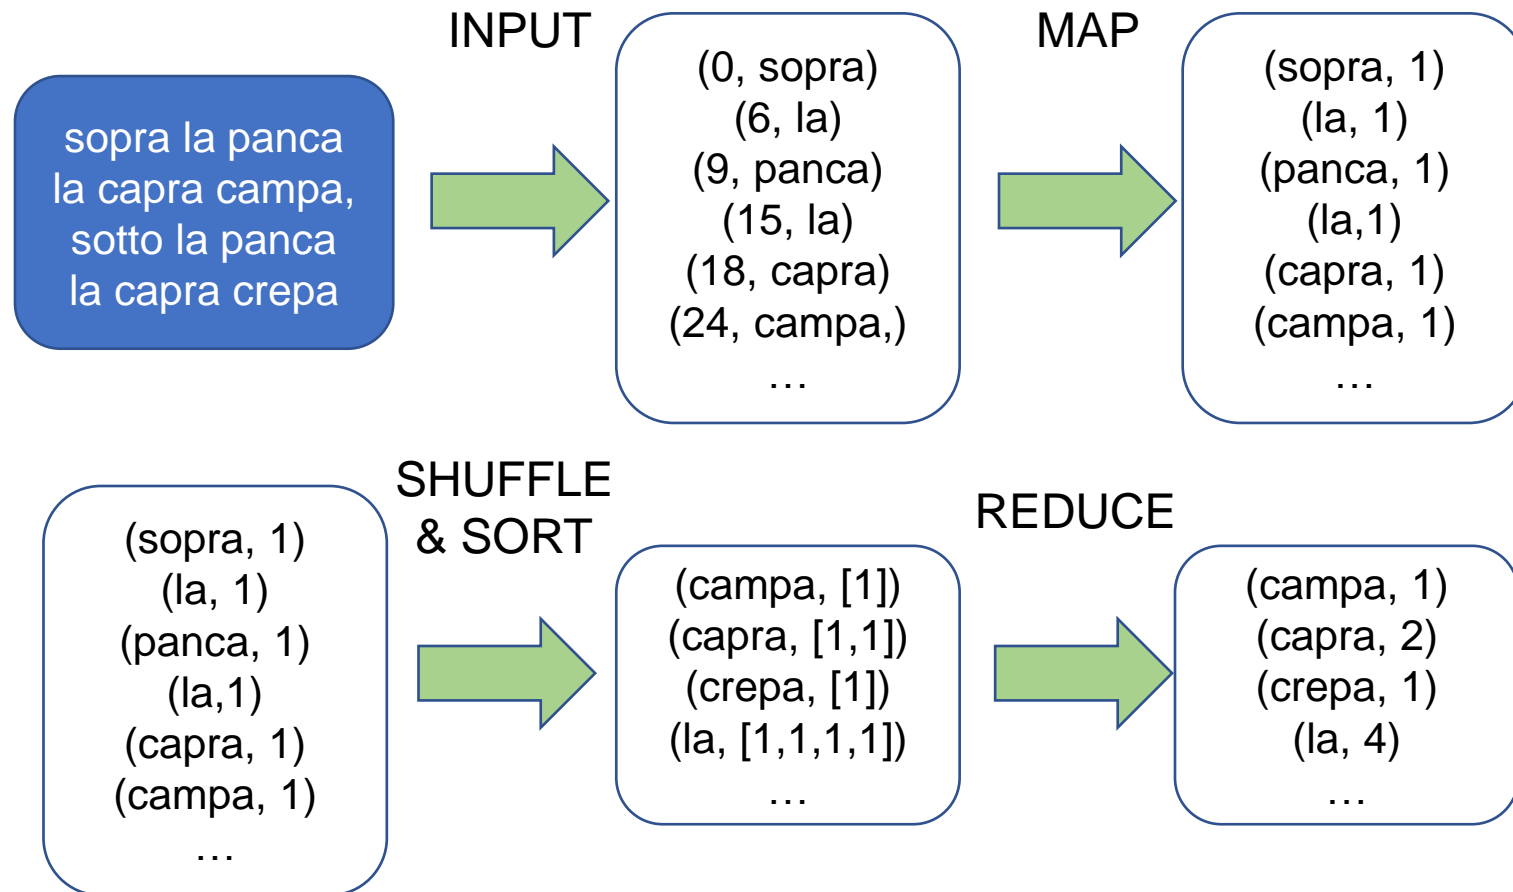 INPUT
MAP
sopra la panca
la capra campa,
sotto la panca
la capra crepa
(0, sopra)
(6, la)
(9, panca)
(15, la)
(18, capra)
(24, campa,)
…
(sopra, 1)
(la, 1)
(panca, 1)
(la,1)
(capra, 1)
(campa, 1)
…
SHUFFLE
& SORT
REDUCE
(sopra, 1)
(la, 1)
(panca, 1)
(la,1)
(capra, 1)
(campa, 1)
…
(campa, [1])
(capra, [1,1])
(crepa, [1])
(la, [1,1,1,1])
…
(campa, 1)
(capra, 2)
(crepa, 1)
(la, 4)
…